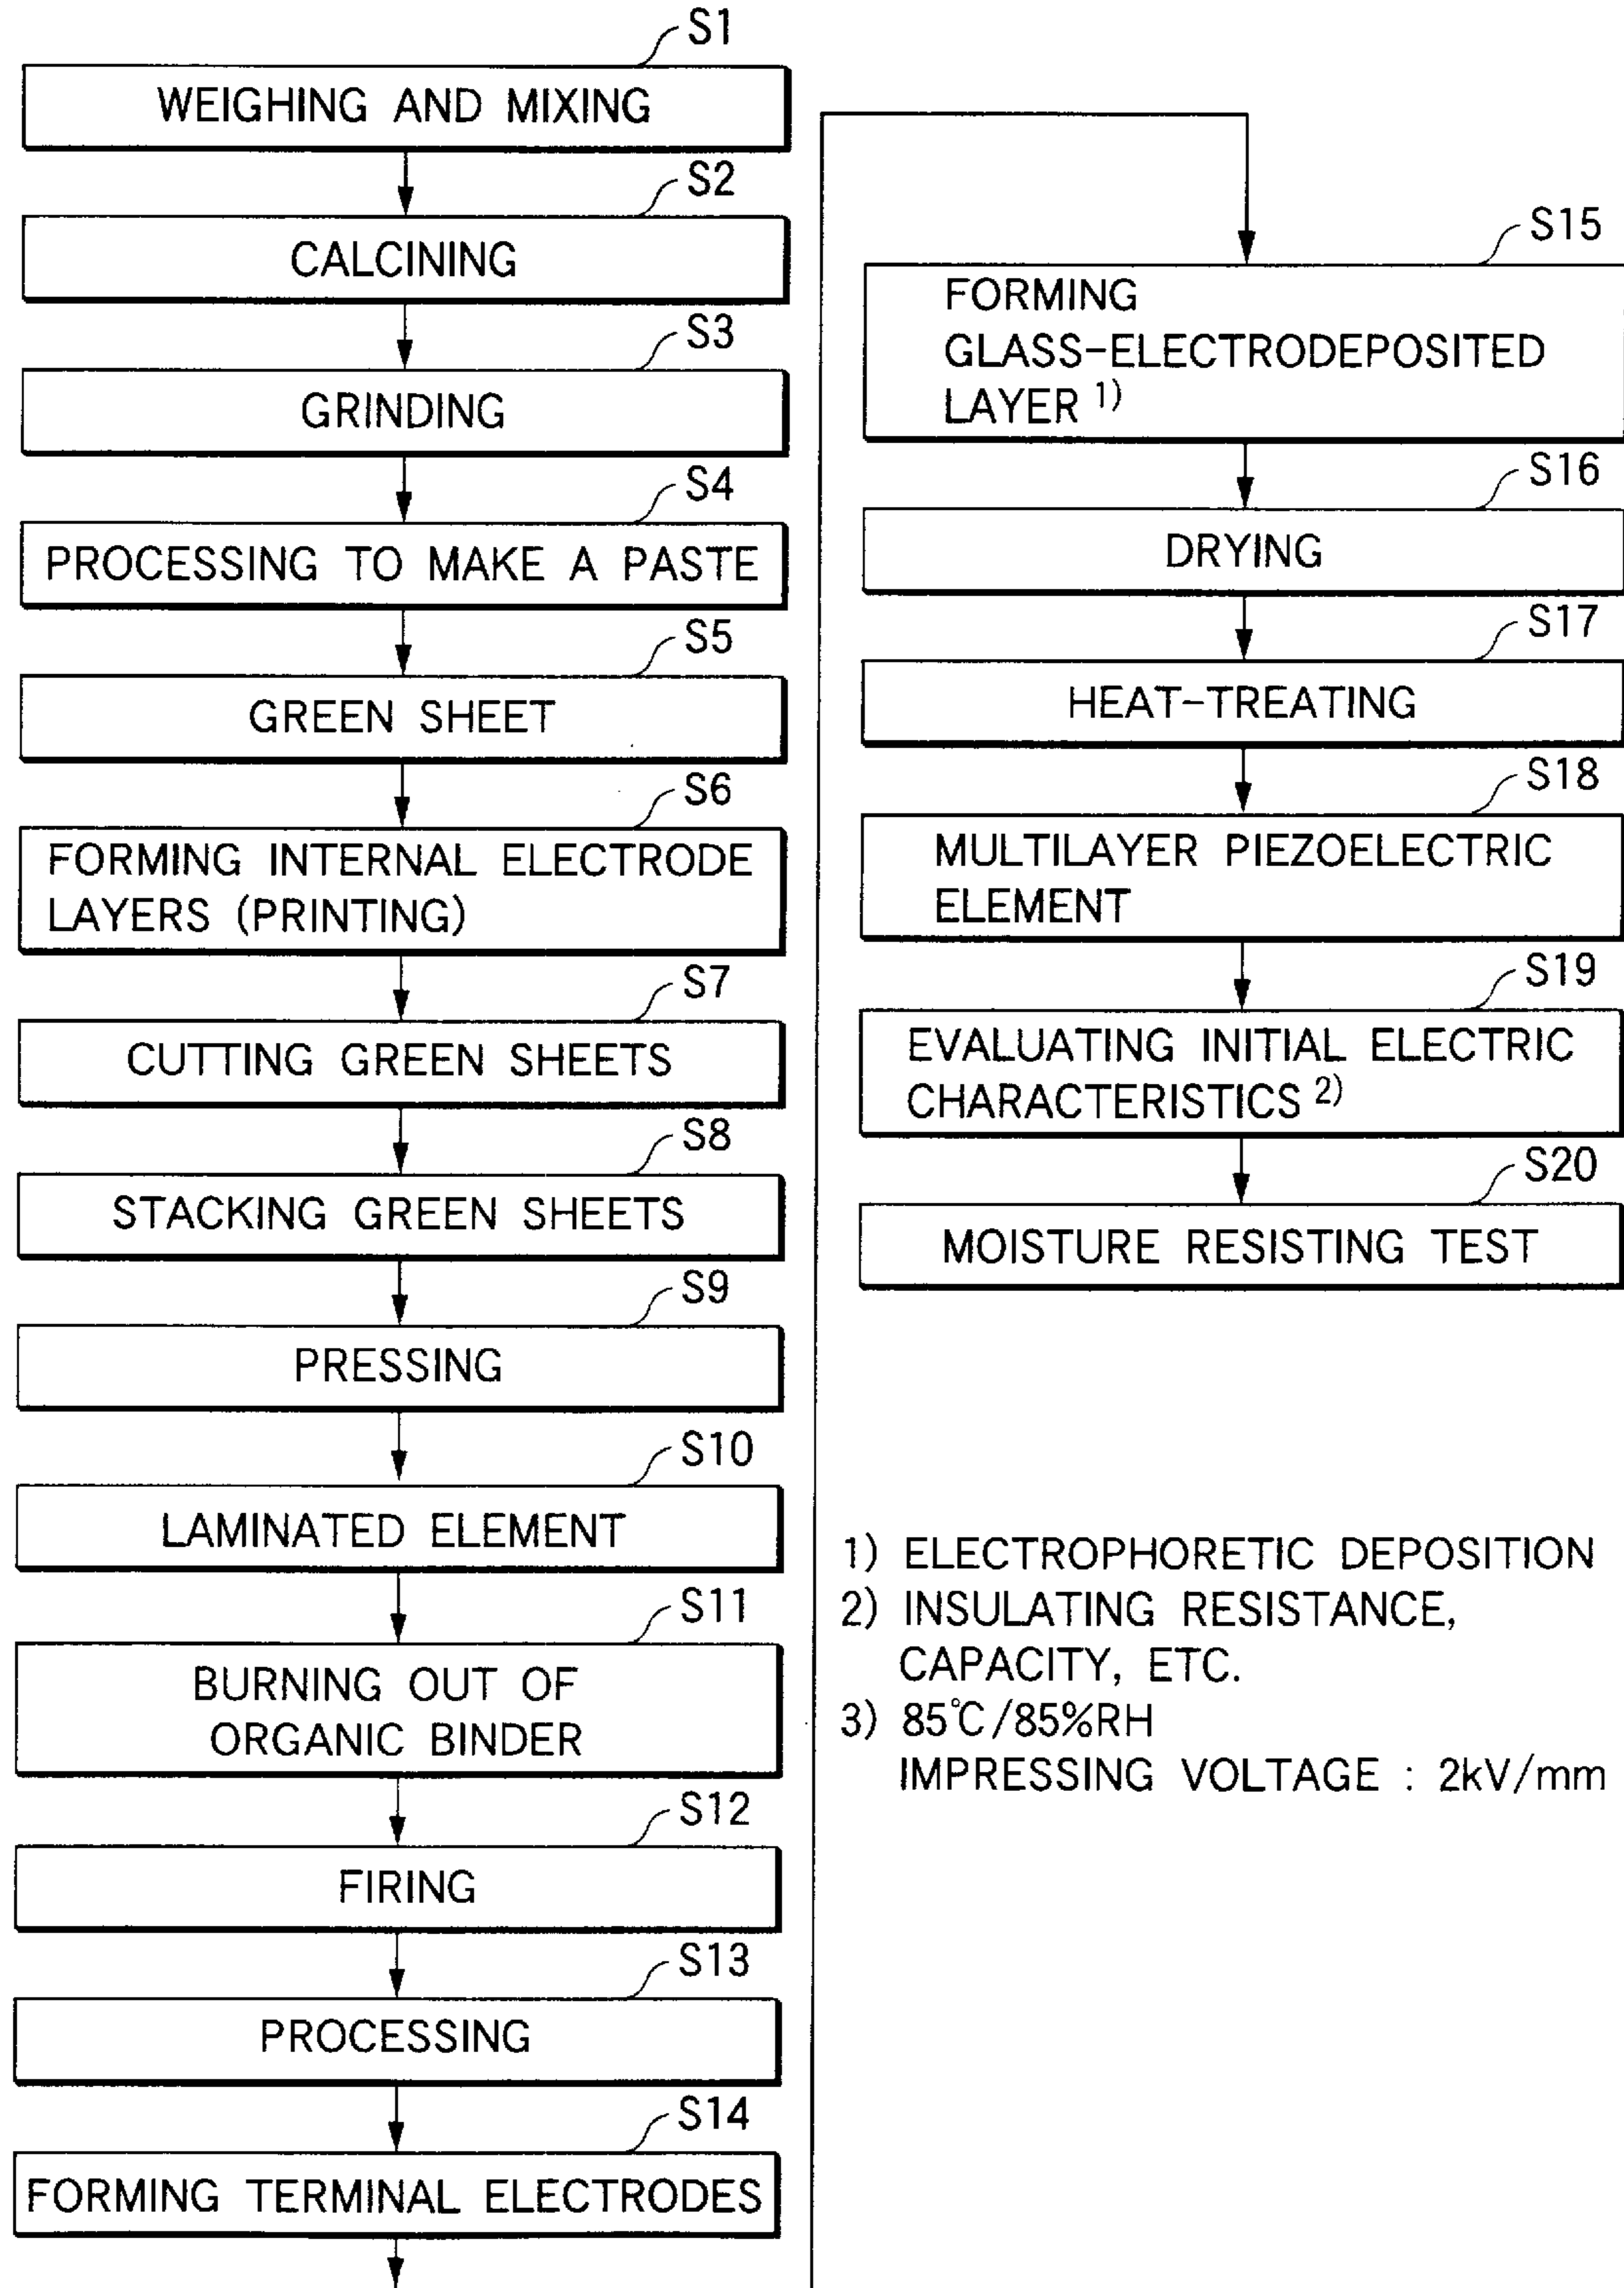 S1
WEIGHING AND MIXING
S2
CALCINING
S3
GRINDING
S4
PROCESSING TO MAKE A PASTE
S5
GREEN SHEET
S6
FORMING INTERNAL ELECTRODE
LAYERS (PRINTING)
S7
CUTTING GREEN SHEETS
S8
STACKING GREEN SHEETS
S9
PRESSING
S10
LAMINATED ELEMENT
S11
BURNING OUT OF
ORGANIC BINDER
S12
FIRING
S13
PROCESSING
S14
FORMING TERMINAL ELECTRODES
S15
FORMING
GLASS-ELECTRODEPOSITED
LAYER 1)
S16
DRYING
S17
HEAT-TREATING
S18
MULTILAYER PIEZOELECTRIC
ELEMENT
S19
EVALUATING INITIAL ELECTRIC
CHARACTERISTICS 2)
S20
MOISTURE RESISTING TEST
1) ELECTROPHORETIC DEPOSITION
2) INSULATING RESISTANCE,
CAPACITY, ETC.
3) 85℃/85%RH
IMPRESSING VOLTAGE : 2kV/mm